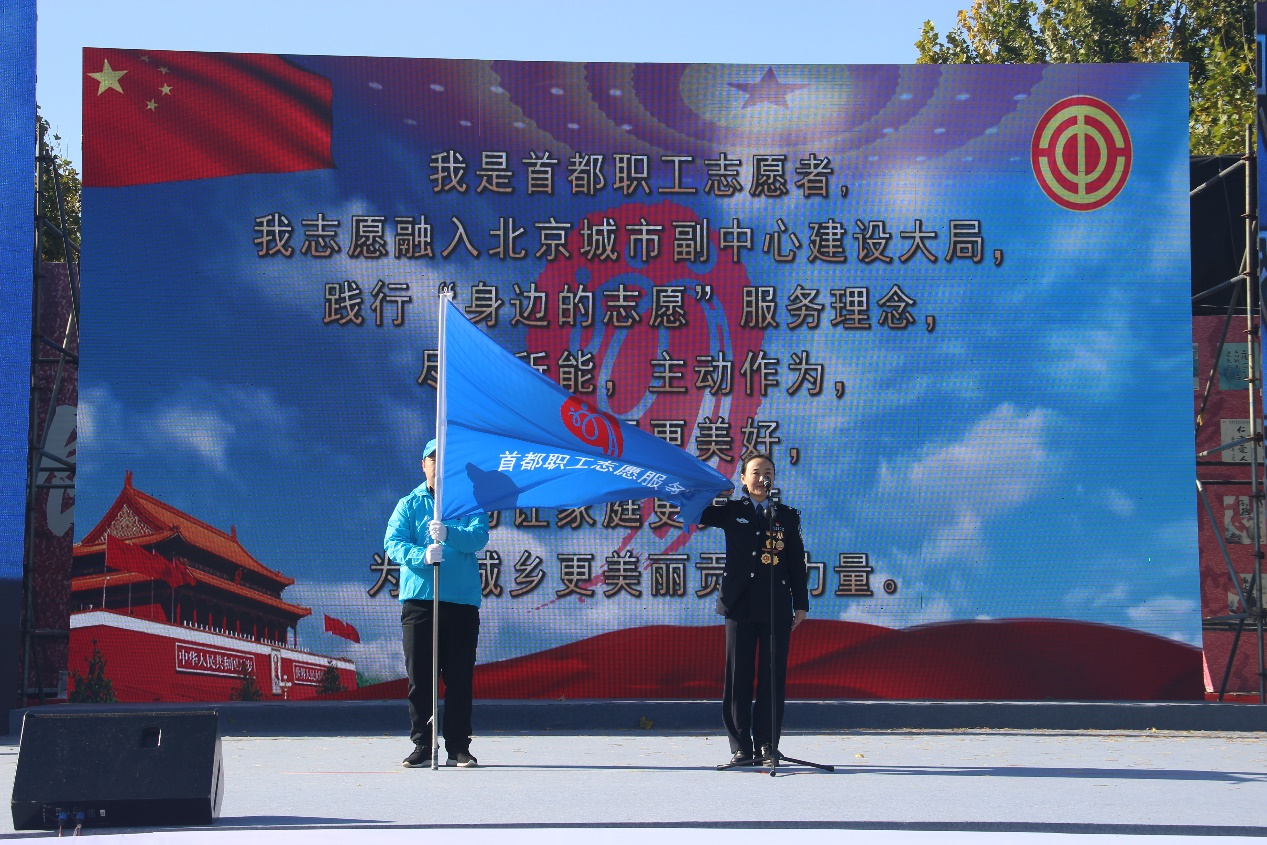 我是首都职工志愿者,
我志愿融入北京城市副中心建设大局,
践行“身边的志愿”服务理念,
所能,主动作为,
更美好,
让家庭更
为 城乡更美丽贡 力量。
首都职工志愿服务
中华人民共和国万岁